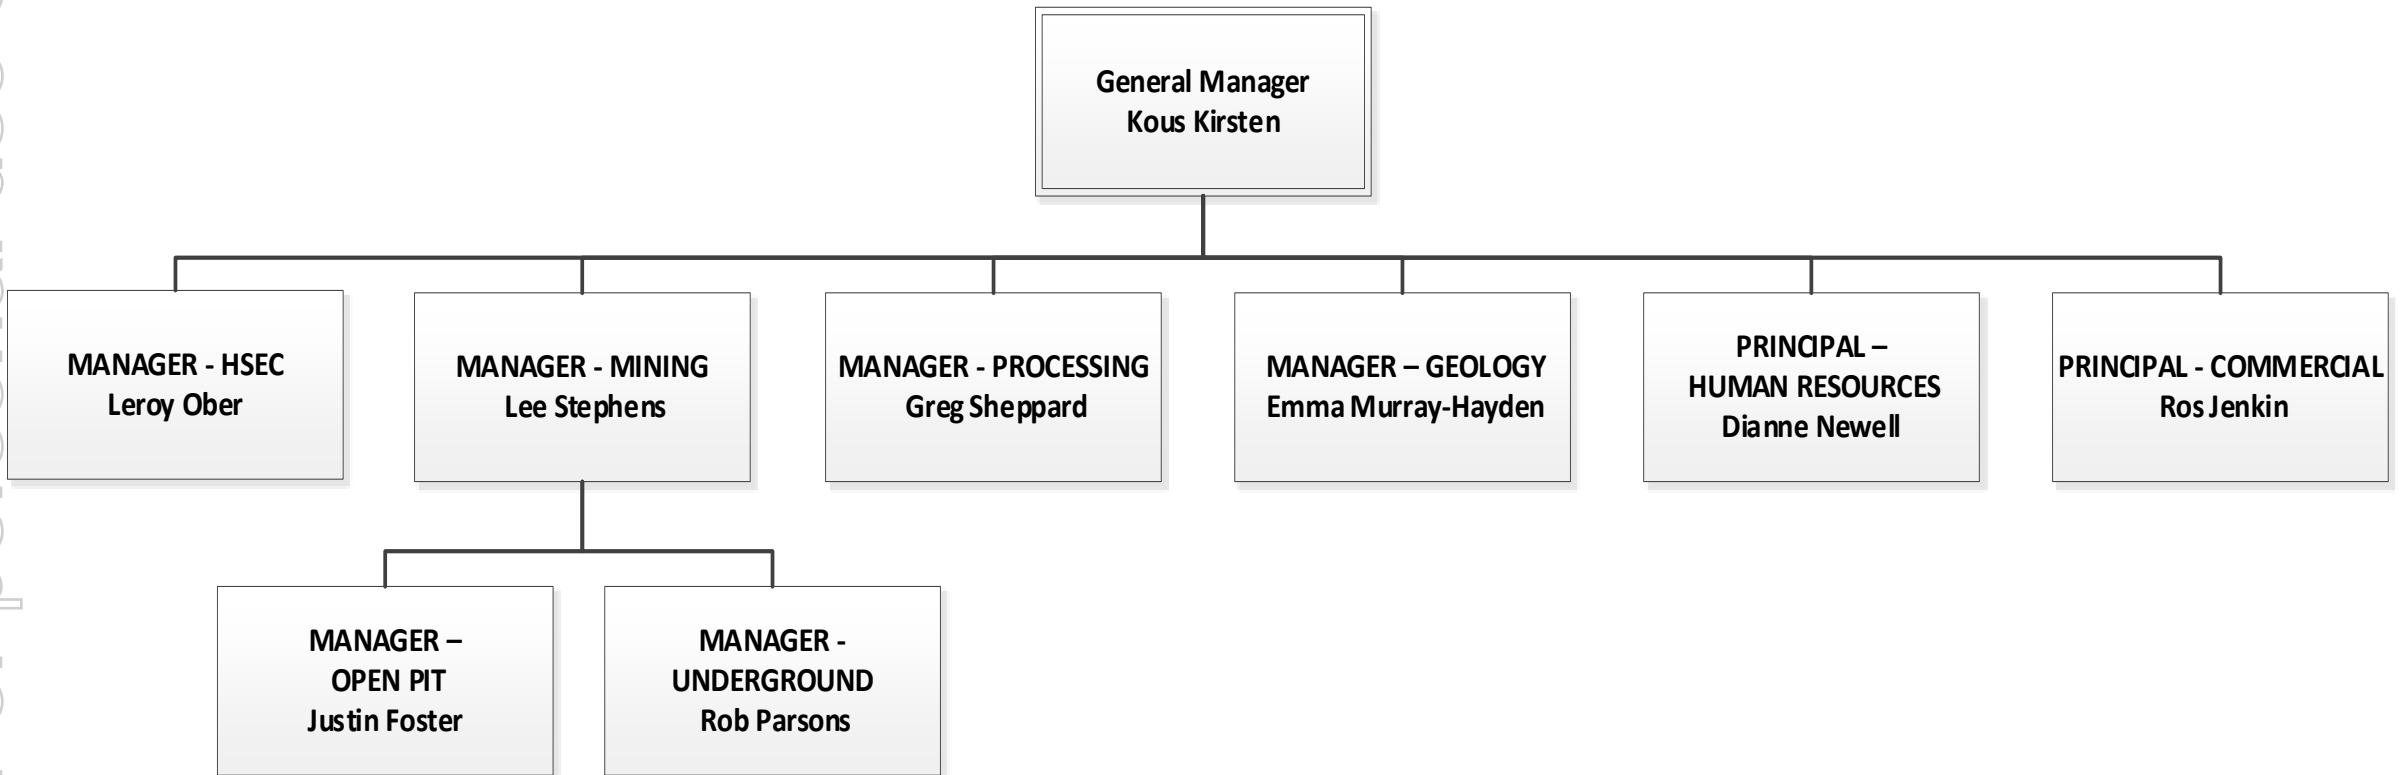 General Manager
Kous Kirsten
MANAGER - HSEC
Leroy Ober
MANAGER - MINING
Lee Stephens
MANAGER - PROCESSING
Greg Sheppard
MANAGER – GEOLOGY
Emma Murray-Hayden
PRINCIPAL –
HUMAN RESOURCES
Dianne Newell
PRINCIPAL - COMMERCIAL
Ros Jenkin
MANAGER –
OPEN PIT
Justin Foster
MANAGER -
UNDERGROUND
Rob Parsons